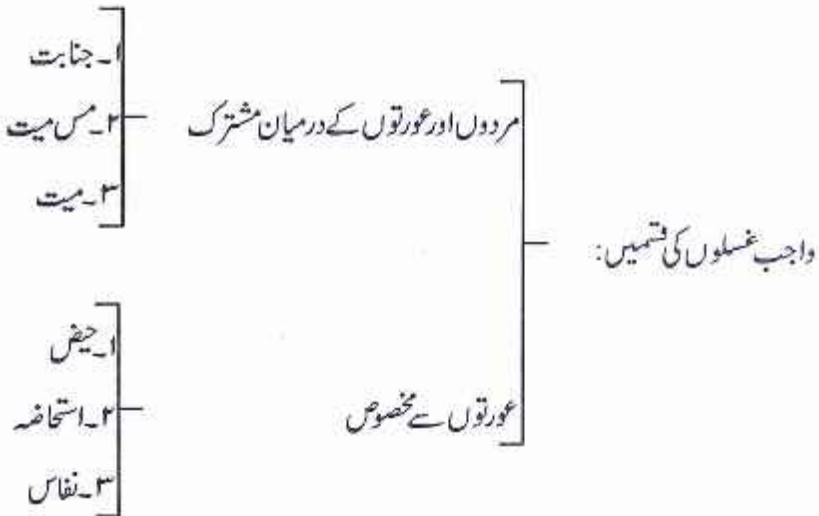 واجب غسلوں کی قسمیں:
مردوں اور عورتوں کے درمیان مشترک
۱۔جنابت
۲۔مس میت
۳۔میت
عورتوں سے مخصوص
۱۔حیض
۲۔استحاضہ
۳۔نفاس